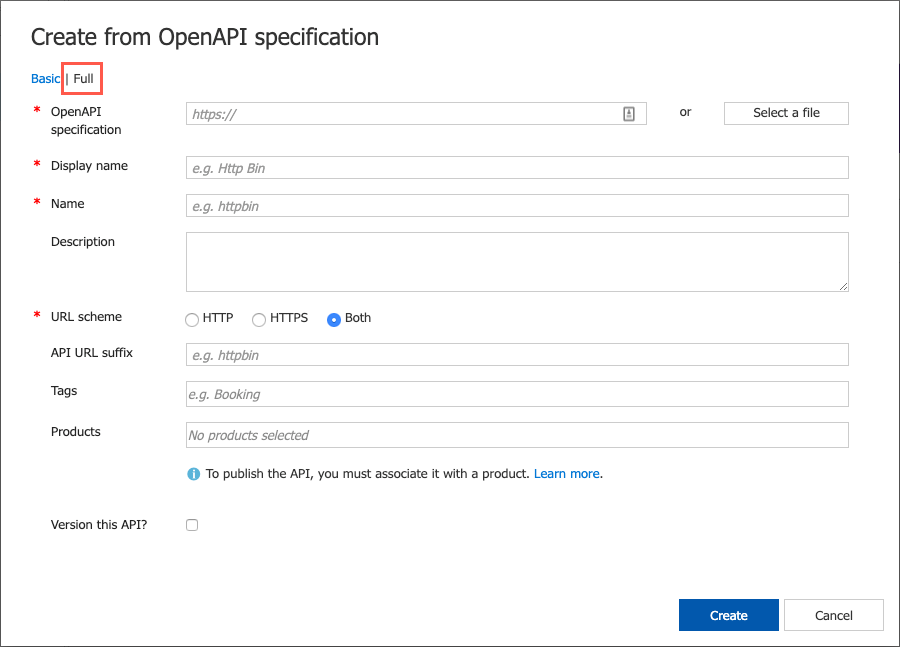 Create from OpenAPI specification
Basic | Full
* OpenAPI specification
https://
or
Select a file
* Display name
e.g. Http Bin
* Name
e.g. httpbin
Description
* URL scheme
HTTP
HTTPS
Both
API URL suffix
e.g. httpbin
Tags
e.g. Booking
Products
No products selected
To publish the API, you must associate it with a product. Learn more.
Version this API?
Create
Cancel